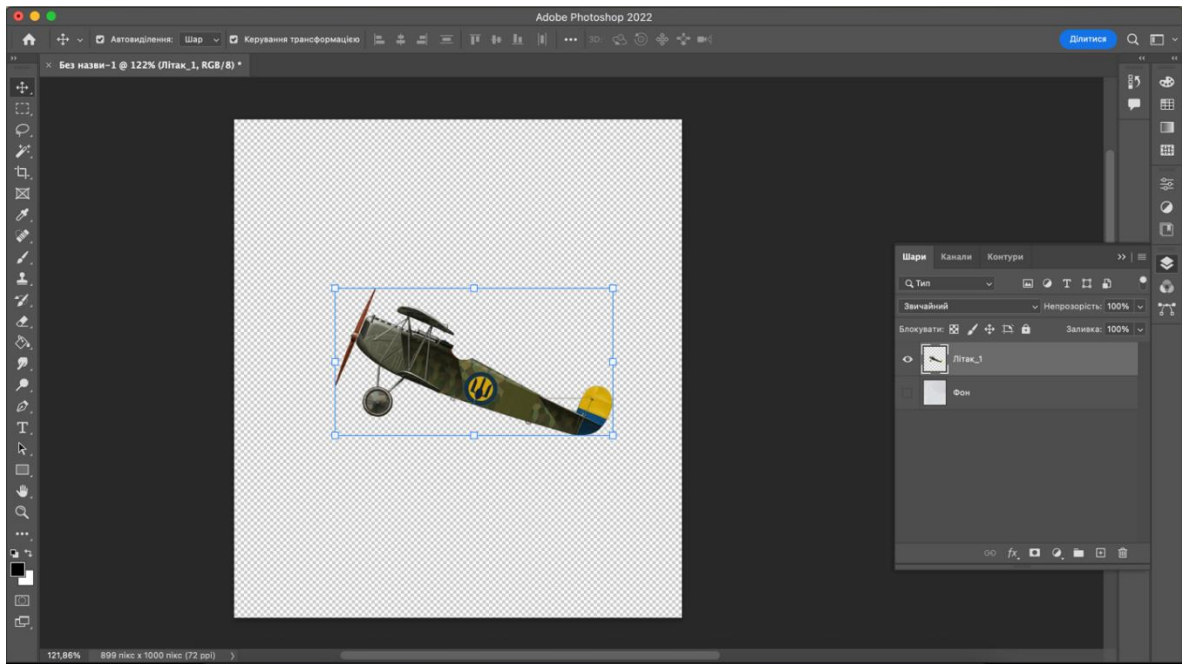 Adobe Photoshop 2022
Автовиділення: Шар Керування трансформацією 3D: Ділитися
× Без назви-1 @ 122% (Літак_1, RGB/8) *
Шари Канали Контури
Тип
Звичайний Непрозорість: 100%
Блокувати: Заливка: 100%
Літак_1
Фон
121,86% 899 пікс x 1000 пікс (72 ppi)